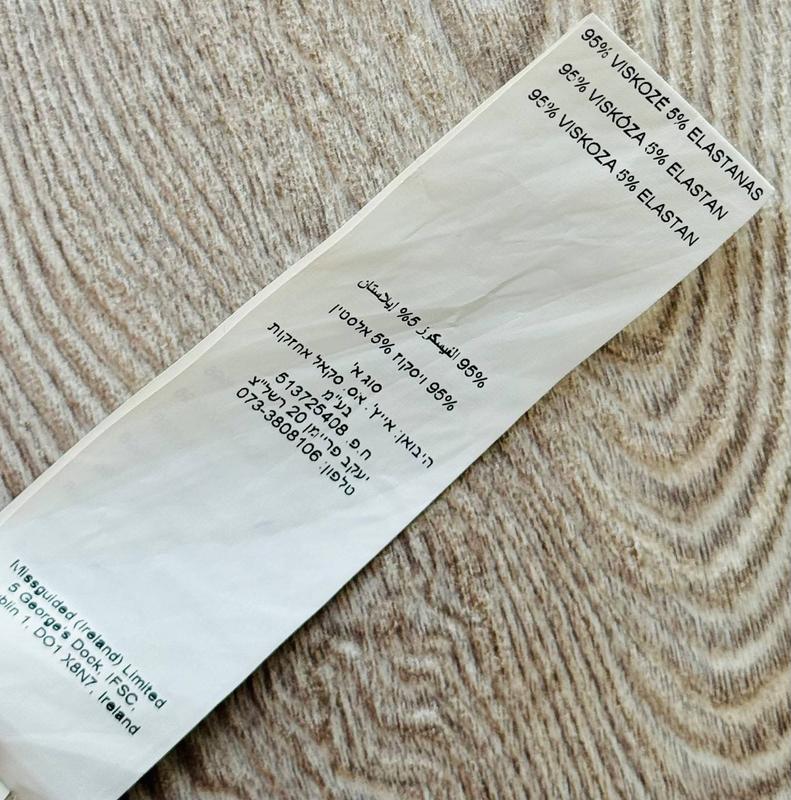 95% VISKOZĖ 5% ELASTANAS
95% VISKÓZA 5% ELASTAN
95% VISKOZA 5% ELASTAN
95% الفيسكوز 5% إيلاستان
95% ויסקוז 5% אלסטין
סוג א'
היבואן: אייץ'. אס. סקאל אחזקות
בע"מ
ח.פ. 513725408
יעקב פריימן 20 רשל"צ
טלפון: 073-3808106
Missguided (Ireland) Limited
5 George's Dock, IFSC,
blin 1, DO1 X8N7, Ireland